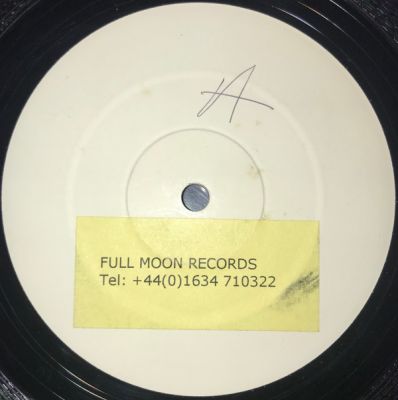 A
FULL MOON RECORDS
Tel: +44(0)1634 710322